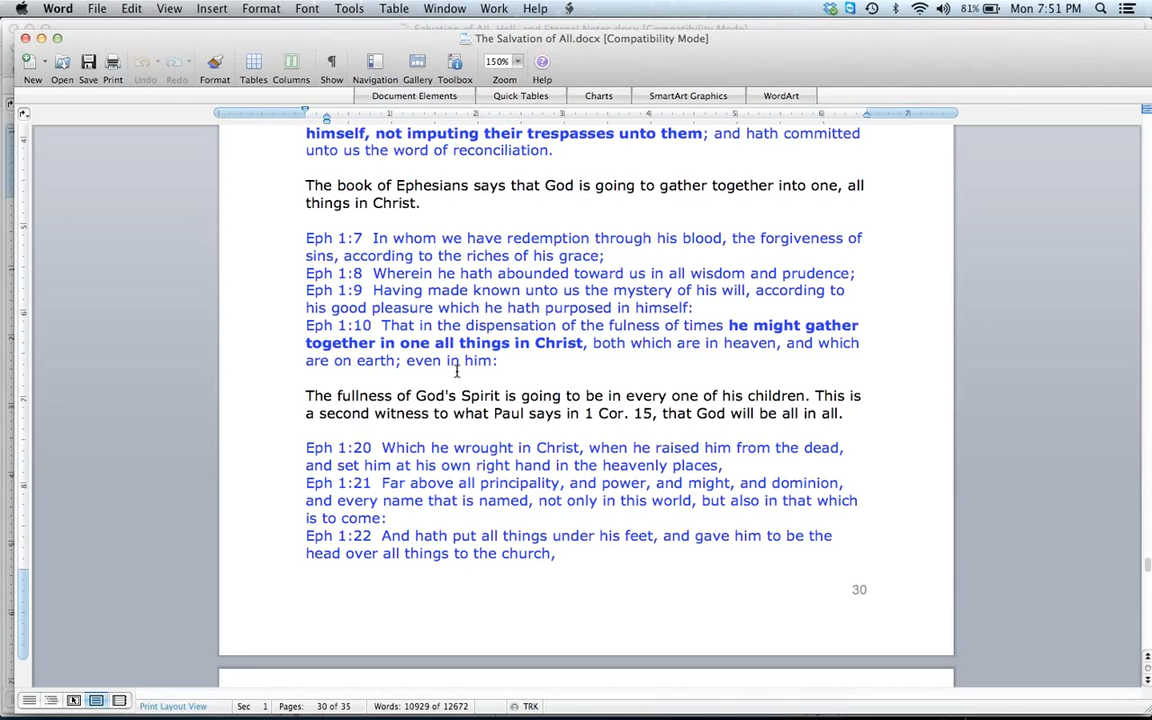 Word File Edit View Insert Format Font Tools Table Window Work Help 81% Mon 7:51 PM
The Salvation of All.docx [Compatibility Mode]
New Open Save Print Undo Redo Format Tables Columns Show Navigation Gallery Toolbox 150% Zoom Help
Document Elements Quick Tables Charts SmartArt Graphics WordArt
himself, not imputing their trespasses unto them; and hath committed
unto us the word of reconciliation.
The book of Ephesians says that God is going to gather together into one, all
things in Christ.
Eph 1:7 In whom we have redemption through his blood, the forgiveness of
sins, according to the riches of his grace;
Eph 1:8 Wherein he hath abounded toward us in all wisdom and prudence;
Eph 1:9 Having made known unto us the mystery of his will, according to
his good pleasure which he hath purposed in himself:
Eph 1:10 That in the dispensation of the fulness of times he might gather
together in one all things in Christ, both which are in heaven, and which
are on earth; even in him:
The fullness of God's Spirit is going to be in every one of his children. This is
a second witness to what Paul says in 1 Cor. 15, that God will be all in all.
Eph 1:20 Which he wrought in Christ, when he raised him from the dead,
and set him at his own right hand in the heavenly places,
Eph 1:21 Far above all principality, and power, and might, and dominion,
and every name that is named, not only in this world, but also in that which
is to come:
Eph 1:22 And hath put all things under his feet, and gave him to be the
head over all things to the church,
30
Print Layout View Sec 1 Pages: 30 of 35 Words: 10929 of 12672 TRK